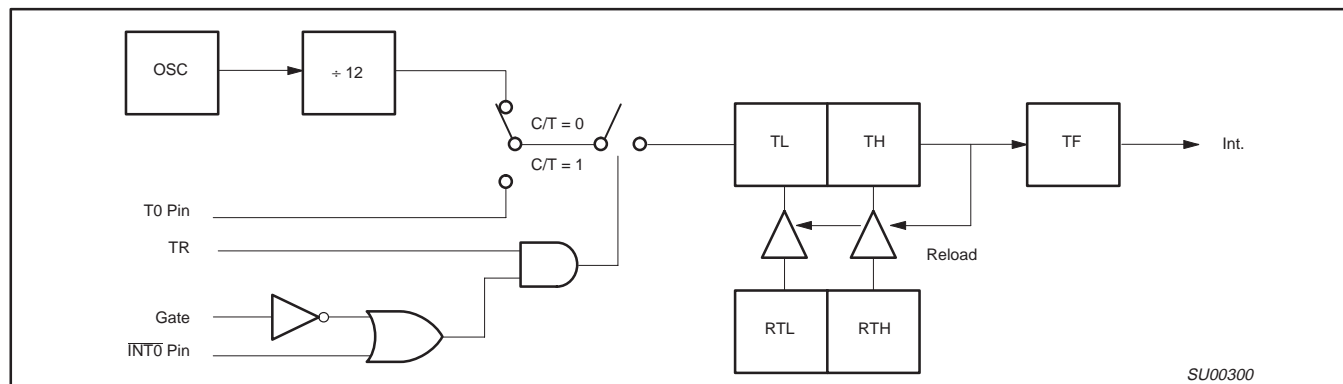 OSC
÷ 12
C/T = 0
C/T = 1
TL
TH
TF
Int.
T0 Pin
TR
Reload
Gate
INT0 Pin
RTL
RTH
SU00300